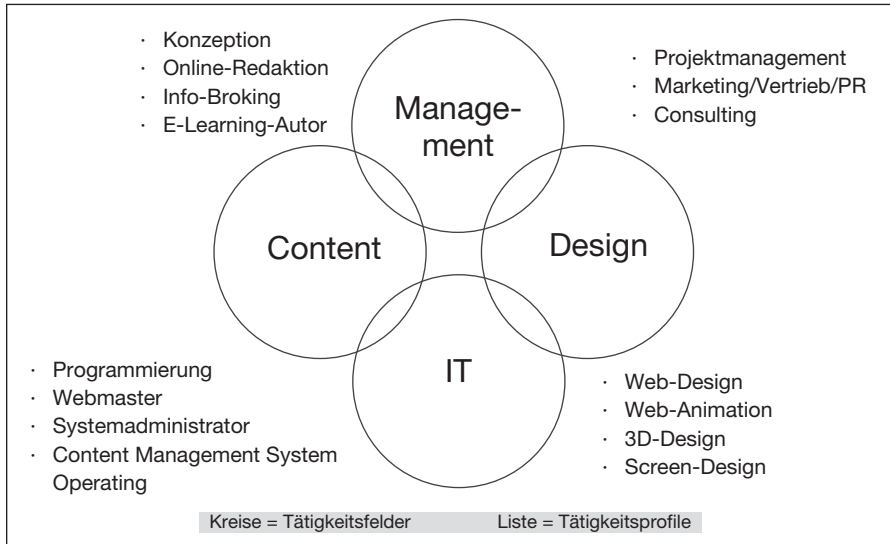 · Konzeption
· Online-Redaktion
· Info-Broking
· E-Learning-Autor
· Projektmanagement
· Marketing/Vertrieb/PR
· Consulting
Manage-
ment
Content
Design
IT
· Programmierung
· Webmaster
· Systemadministrator
· Content Management System
Operating
· Web-Design
· Web-Animation
· 3D-Design
· Screen-Design
Kreise = Tätigkeitsfelder Liste = Tätigkeitsprofile